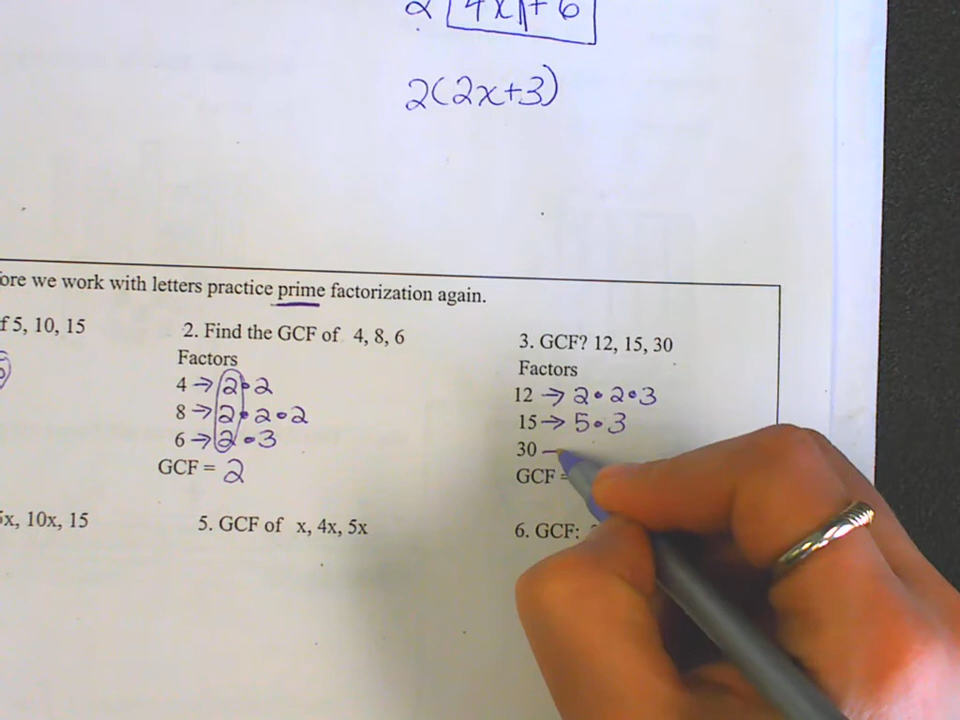 2 4x + 6
2(2x+3)
ore we work with letters practice prime factorization again.
f 5, 10, 15
2. Find the GCF of 4, 8, 6
Factors
4 → 2•2
8 → 2•2•2
6 → 2•3
GCF = 2
3. GCF? 12, 15, 30
Factors
12 → 2•2•3
15 → 5•3
30 –
GCF =
5x, 10x, 15
5. GCF of x, 4x, 5x
6. GCF: